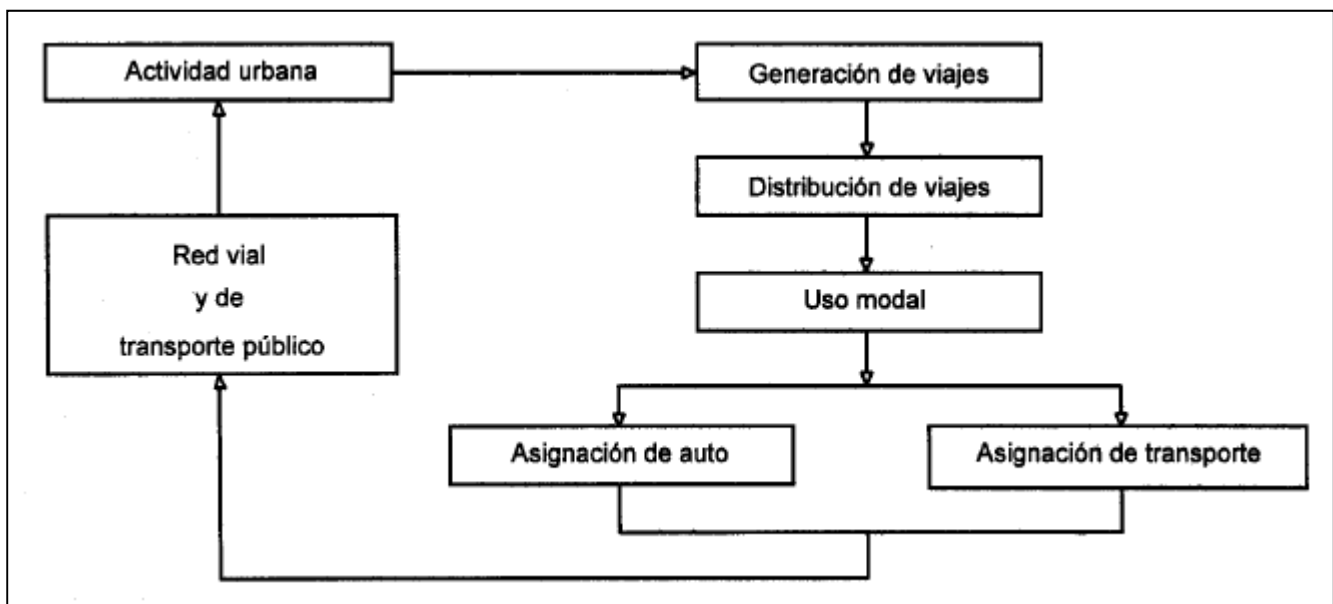 Actividad urbana
Generación de viajes
Distribución de viajes
Red vial
y de
transporte público
Uso modal
Asignación de auto
Asignación de transporte